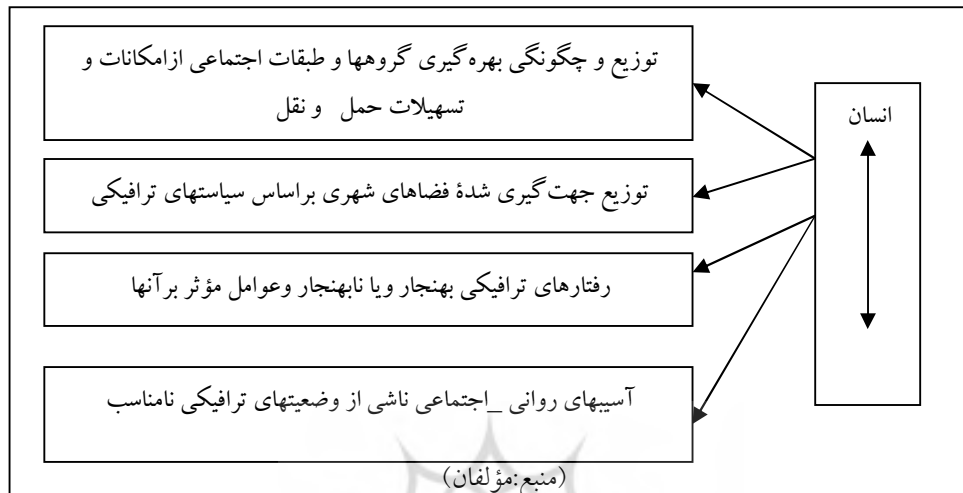 توزیع و چگونگی بهره‌گیری گروهها و طبقات اجتماعی ازامکانات و
تسهیلات حمل و نقل
انسان
توزیع جهت‌گیری شدۀ فضاهای شهری براساس سیاستهای ترافیکی
رفتارهای ترافیکی بهنجار ویا نابهنجار وعوامل مؤثر برآنها
آسیبهای روانی _اجتماعی ناشی از وضعیتهای ترافیکی نامناسب
(منبع:مؤلفان)